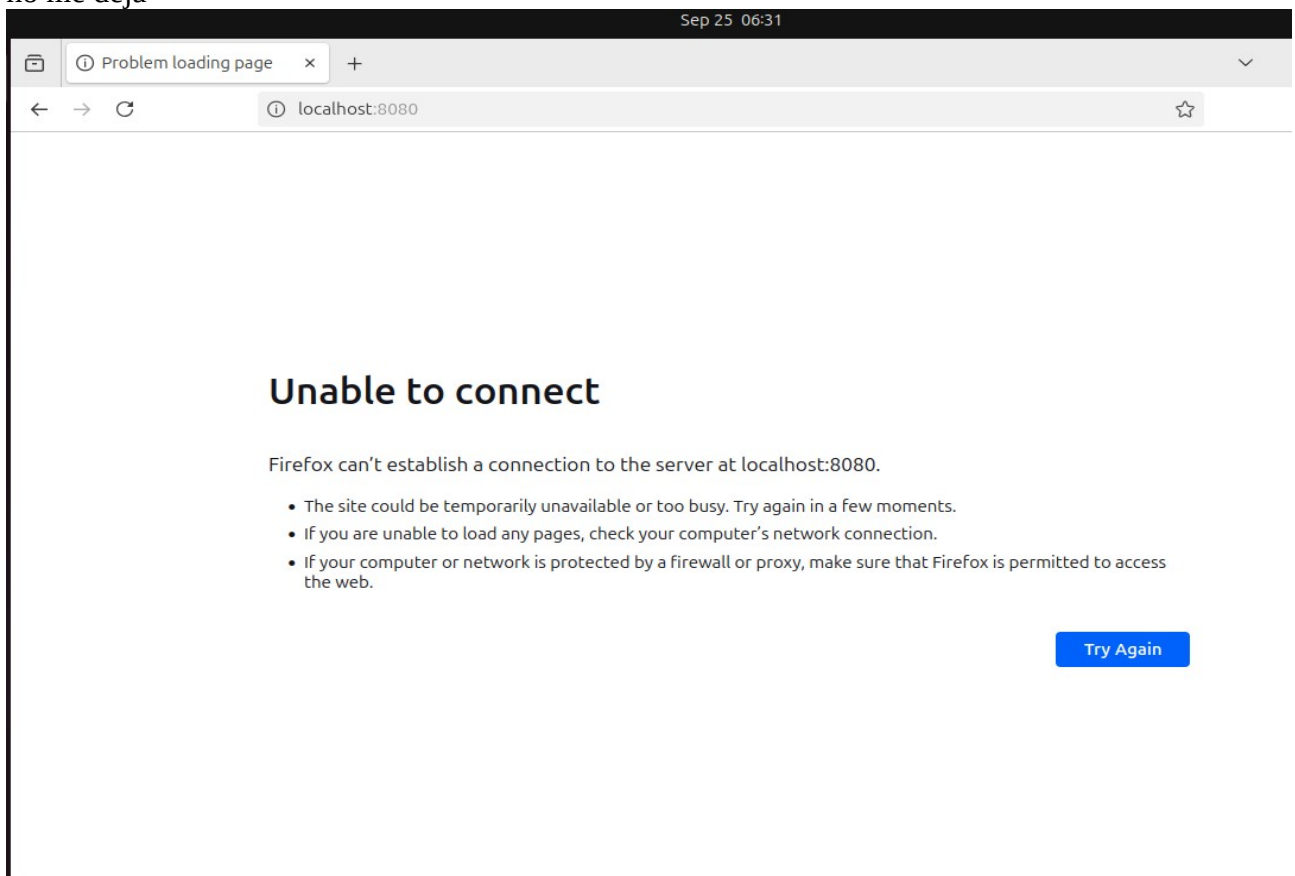 no me deja
Sep 25 06:31
Problem loading page
localhost:8080
Unable to connect
Firefox can’t establish a connection to the server at localhost:8080.
• The site could be temporarily unavailable or too busy. Try again in a few moments.
• If you are unable to load any pages, check your computer’s network connection.
• If your computer or network is protected by a firewall or proxy, make sure that Firefox is permitted to access
the web.
Try Again